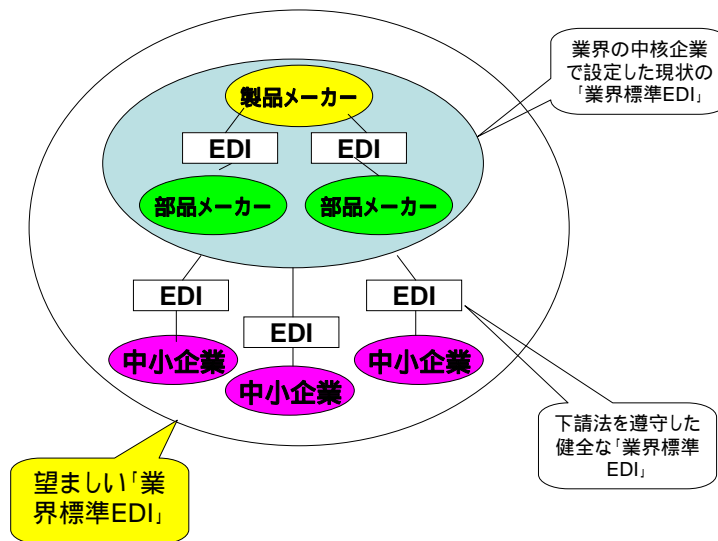 業界の中核企業
で設定した現状の
「業界標準EDI」
製品メーカー
EDI
EDI
部品メーカー
部品メーカー
EDI
EDI
EDI
中小企業
中小企業
中小企業
下請法を遵守した
健全な「業界標準
EDI」
望ましい「業
界標準EDI」